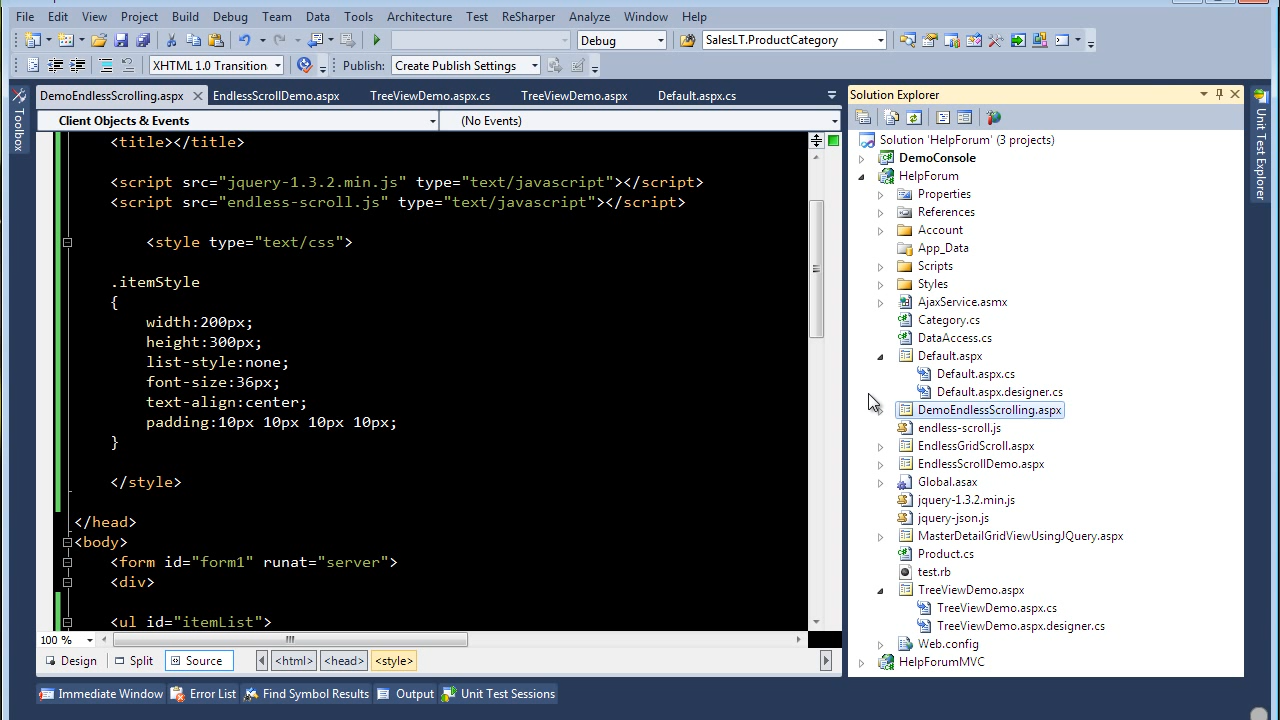 File Edit View Project Build Debug Team Data Tools Architecture Test ReSharper Analyze Window Help
Debug SalesLT.ProductCategory
XHTML 1.0 Transition Publish: Create Publish Settings
DemoEndlessScrolling.aspx EndlessScrollDemo.aspx TreeViewDemo.aspx.cs TreeViewDemo.aspx Default.aspx.cs
Client Objects & Events (No Events)
<title></title>
<script src="jquery-1.3.2.min.js" type="text/javascript"></script>
<script src="endless-scroll.js" type="text/javascript"></script>
<style type="text/css">
.itemStyle
{
width:200px;
height:300px;
list-style:none;
font-size:36px;
text-align:center;
padding:10px 10px 10px 10px;
}
</style>
</head>
<body>
<form id="form1" runat="server">
<div>
<ul id="itemList">
100 %
Design Split Source <html> <head> <style>
Immediate Window Error List Find Symbol Results Output Unit Test Sessions
Toolbox
Solution Explorer
Solution 'HelpForum' (3 projects)
DemoConsole
HelpForum
Properties
References
Account
App_Data
Scripts
Styles
AjaxService.asmx
Category.cs
DataAccess.cs
Default.aspx
Default.aspx.cs
Default.aspx.designer.cs
DemoEndlessScrolling.aspx
endless-scroll.js
EndlessGridScroll.aspx
EndlessScrollDemo.aspx
Global.asax
jquery-1.3.2.min.js
jquery-json.js
MasterDetailGridViewUsingJQuery.aspx
Product.cs
test.rb
TreeViewDemo.aspx
TreeViewDemo.aspx.cs
TreeViewDemo.aspx.designer.cs
Web.config
HelpForumMVC
Unit Test Explorer